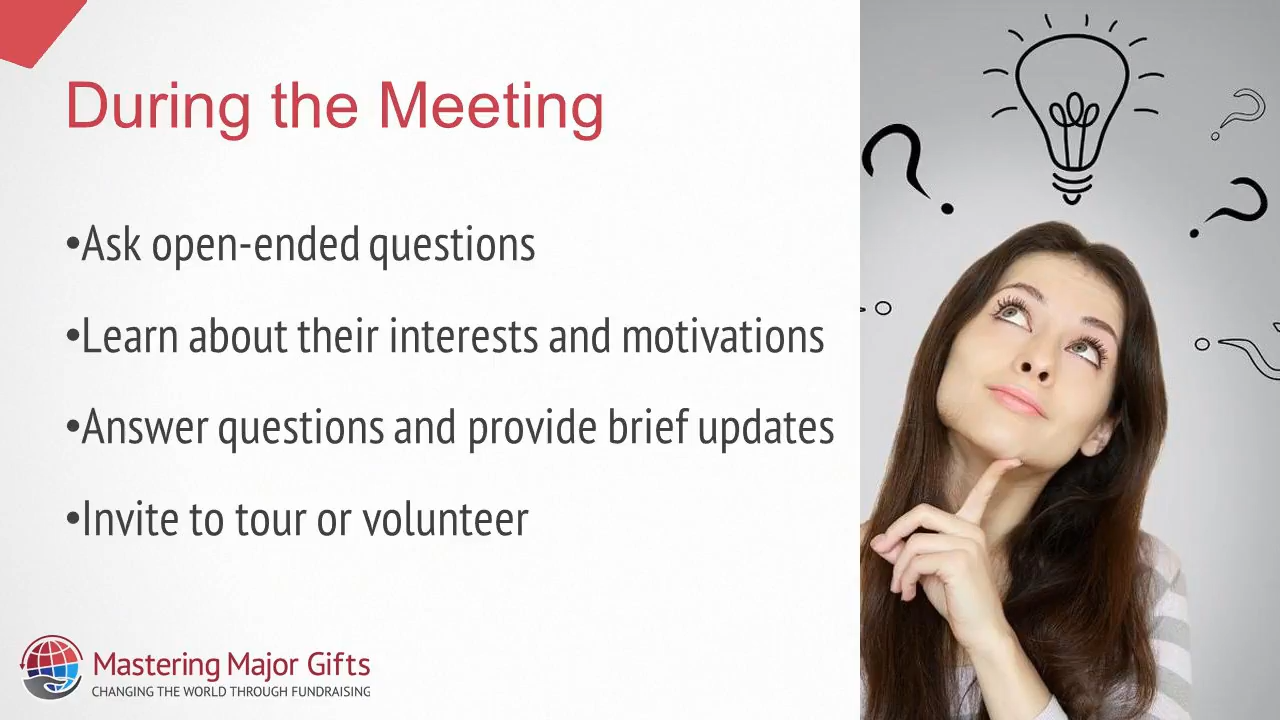 During the Meeting
•Ask open-ended questions
•Learn about their interests and motivations
•Answer questions and provide brief updates
•Invite to tour or volunteer
Mastering Major Gifts
CHANGING THE WORLD THROUGH FUNDRAISING